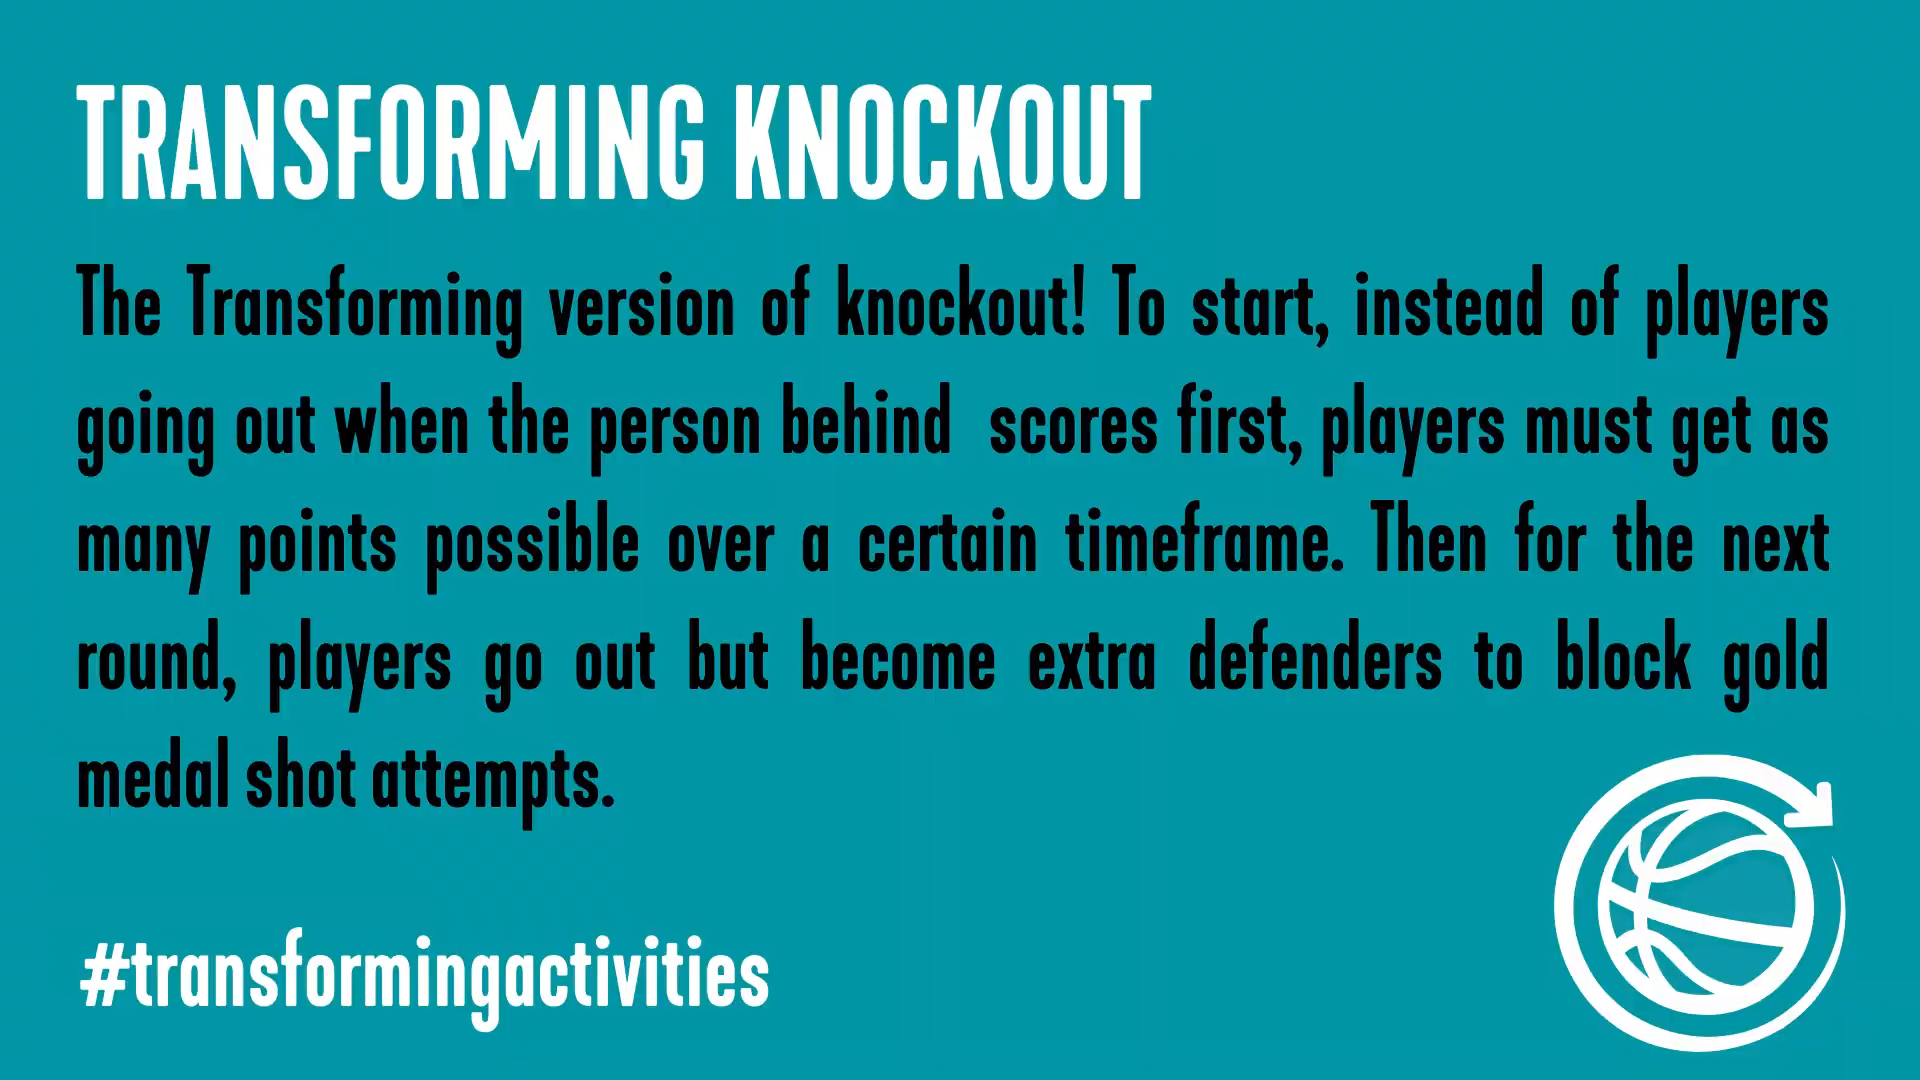 TRANSFORMING KNOCKOUT
The Transforming version of knockout! To start, instead of players
going out when the person behind scores first, players must get as
many points possible over a certain timeframe. Then for the next
round, players go out but become extra defenders to block gold
medal shot attempts.
#transformingactivities